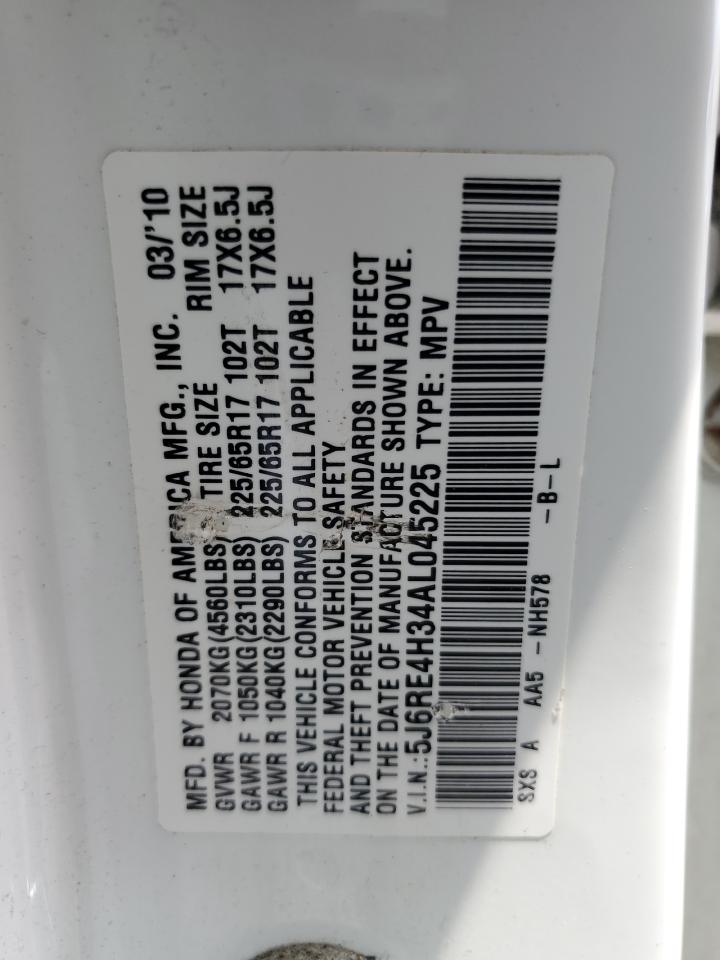 MFD. BY HONDA OF AMERICA MFG., INC. 03/'10
GVWR 2070KG(4560LBS) TIRE SIZE RIM SIZE
GAWR F 1050KG(2310LBS) 225/65R17 102T 17X6.5J
GAWR R 1040KG(2290LBS) 225/65R17 102T 17X6.5J
THIS VEHICLE CONFORMS TO ALL APPLICABLE
FEDERAL MOTOR VEHICLE SAFETY
AND THEFT PREVENTION STANDARDS IN EFFECT
ON THE DATE OF MANUFACTURE SHOWN ABOVE.
V.I.N.:5J6RE4H34AL045225 TYPE: MPV
SXS A AA5 -NH578 -B-L